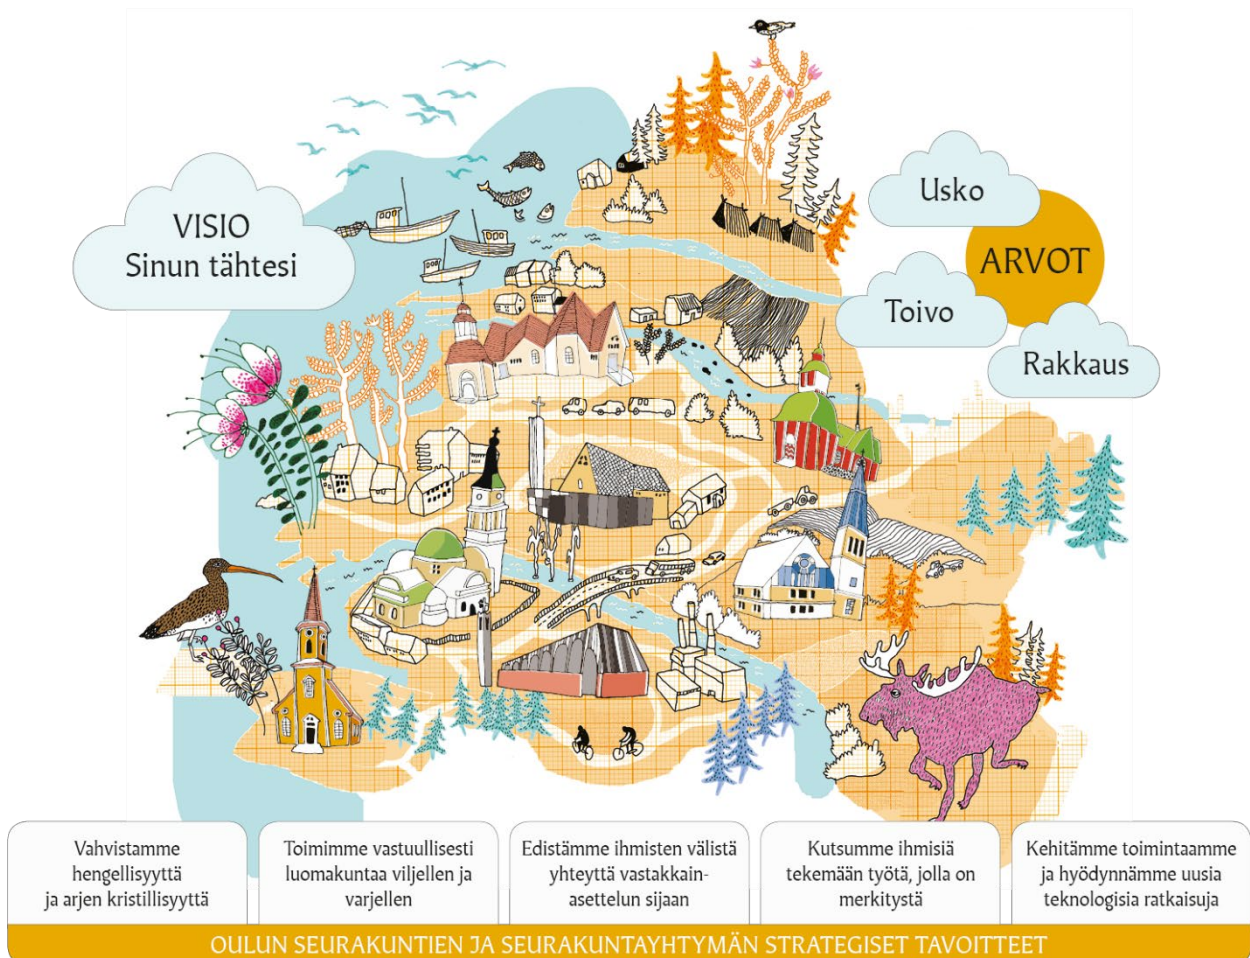 VISIO
Sinun tähtesi
Usko
ARVOT
Toivo
Rakkaus
Vahvistamme
hengellisyyttä
ja arjen kristillisyyttä
Toimimme vastuullisesti
luomakuntaa viljellen ja
varjellen
Edistämme ihmisten välistä
yhteyttä vastakkain-
asettelun sijaan
Kutsumme ihmisiä
tekemään työtä, jolla on
merkitystä
Kehitämme toimintaamme
ja hyödynnämme uusia
teknologisia ratkaisuja
OULUN SEURAKUNTIEN JA SEURAKUNTAYHTYMÄN STRATEGISET TAVOITTEET